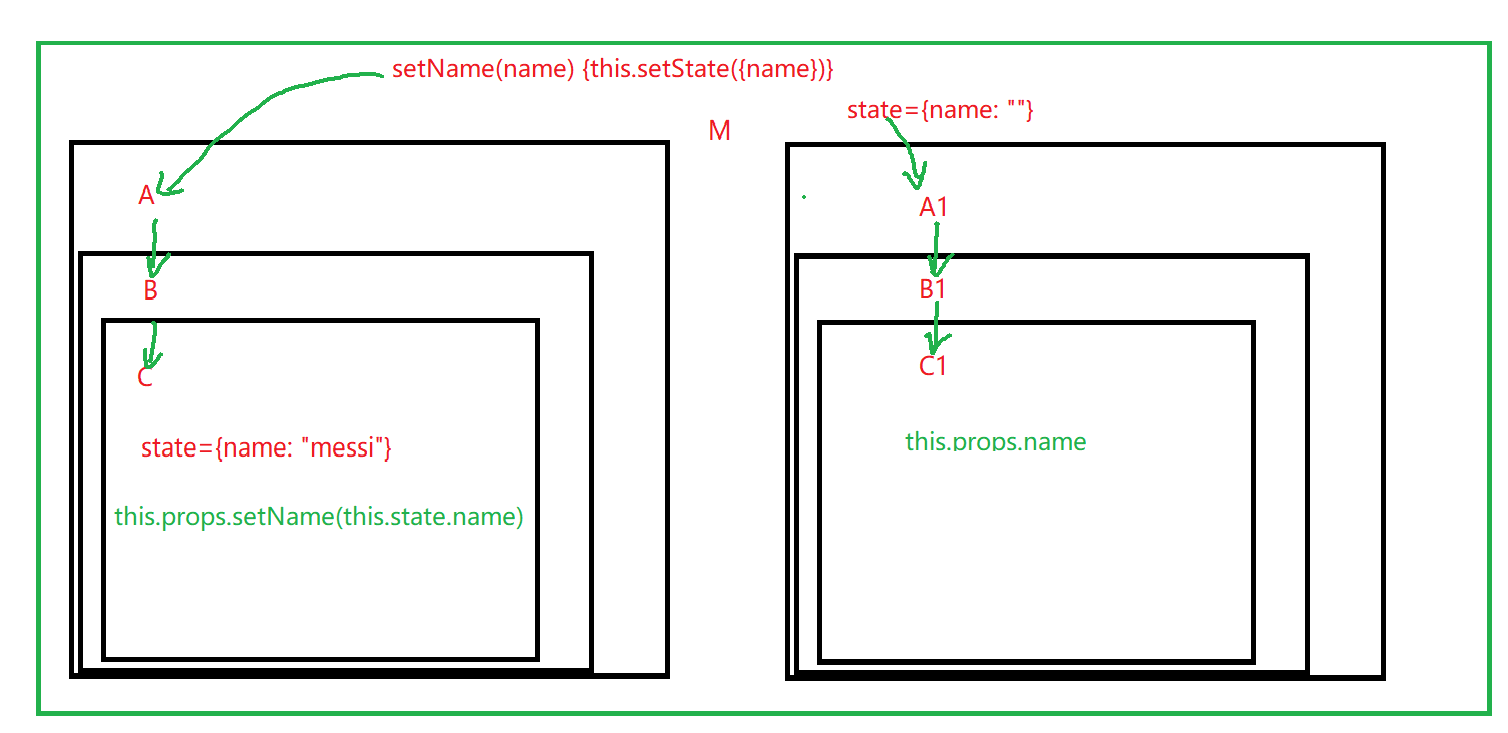 setName(name) {this.setState({name})}
state={name: ""}
M
A
A1
B
B1
C
C1
state={name: "messi"}
this.props.name
this.props.setName(this.state.name)